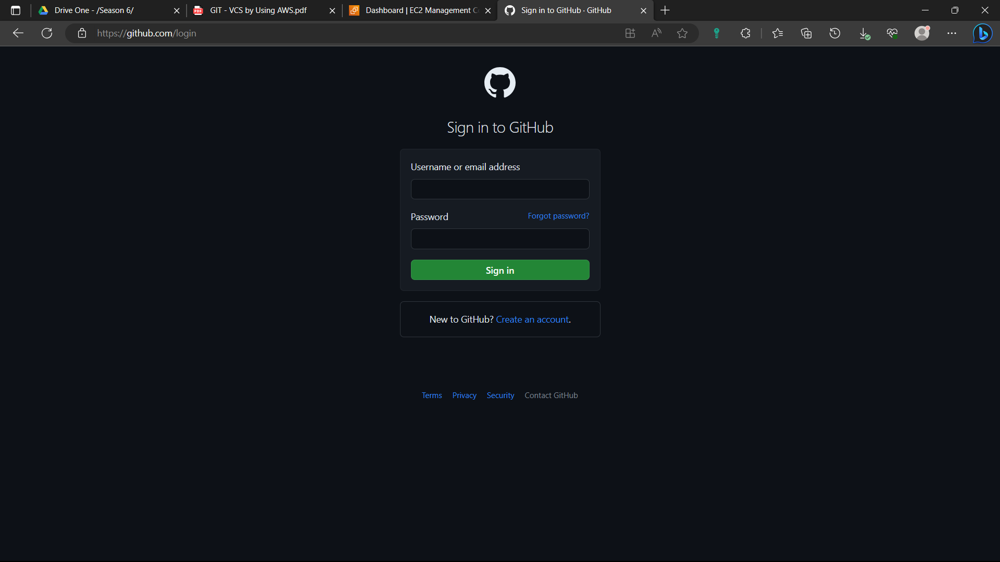 Drive One - /Season 6/
GIT - VCS by Using AWS.pdf
Dashboard | EC2 Management C
Sign in to GitHub · GitHub
https://github.com/login
Sign in to GitHub
Username or email address
Password
Forgot password?
Sign in
New to GitHub? Create an account.
Terms Privacy Security Contact GitHub